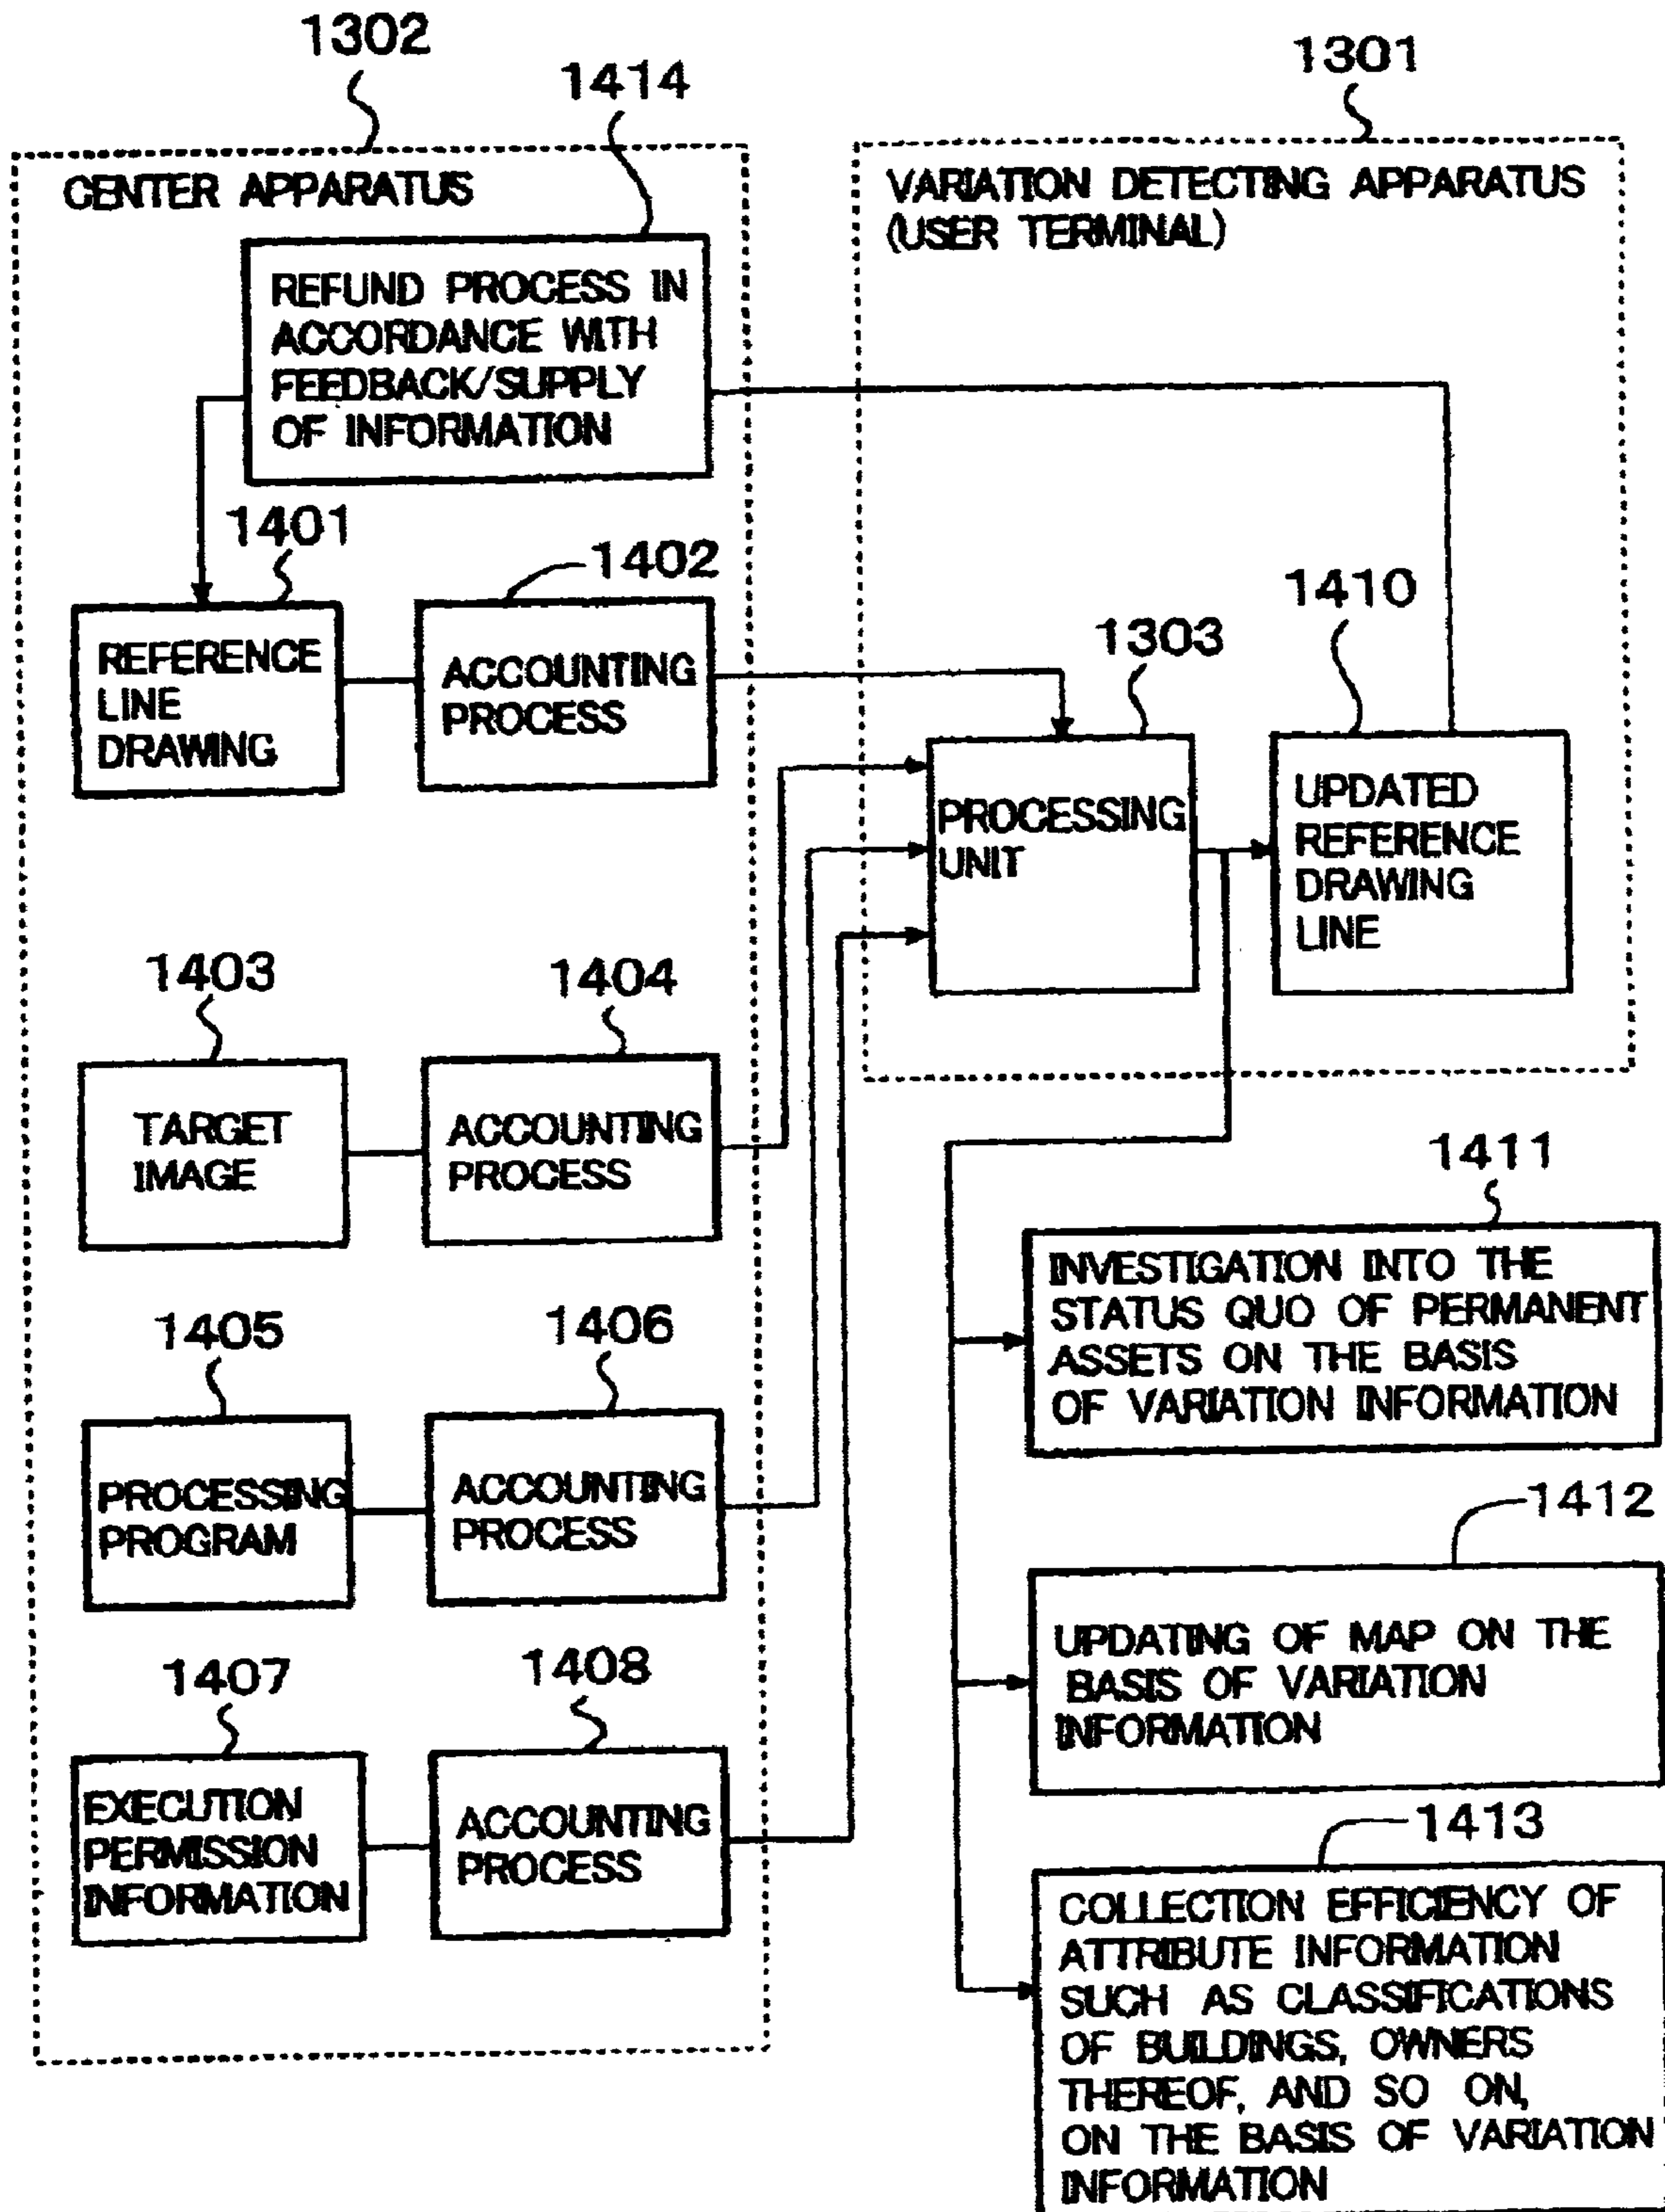 1302
1414
1301
CENTER APPARATUS
VARIATION DETECTING APPARATUS
(USER TERMINAL)
REFUND PROCESS IN
ACCORDANCE WITH
FEEDBACK/SUPPLY
OF INFORMATION
1401
1402
REFERENCE
LINE
DRAWING
ACCOUNTING
PROCESS
1303
1410
PROCESSING
UNIT
UPDATED
REFERENCE
DRAWING
LINE
1403
1404
TARGET
IMAGE
ACCOUNTING
PROCESS
1405
1406
PROCESSING
PROGRAM
ACCOUNTING
PROCESS
1407
1408
EXECUTION
PERMISSION
INFORMATION
ACCOUNTING
PROCESS
1411
INVESTIGATION INTO THE
STATUS QUO OF PERMANENT
ASSETS ON THE BASIS
OF VARIATION INFORMATION
1412
UPDATING OF MAP ON THE
BASIS OF VARIATION
INFORMATION
1413
COLLECTION EFFICIENCY OF
ATTRIBUTE INFORMATION
SUCH AS CLASSIFICATIONS
OF BUILDINGS, OWNERS
THEREOF, AND SO ON,
ON THE BASIS OF VARIATION
INFORMATION